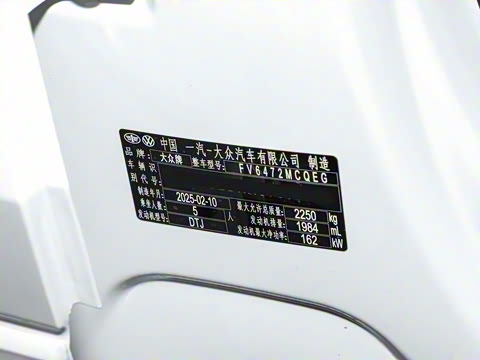 中国 一汽-大众汽车有限公司 制造
品牌: 大众牌 整车型号: FV6472MCQEG
车辆识
别代号:
制造年月: 2025-02-10 最大允许总质量: 2250 kg
乘坐人数: 5 人 发动机排量: 1984 mL
发动机型号: DTJ 发动机最大净功率: 162 kW